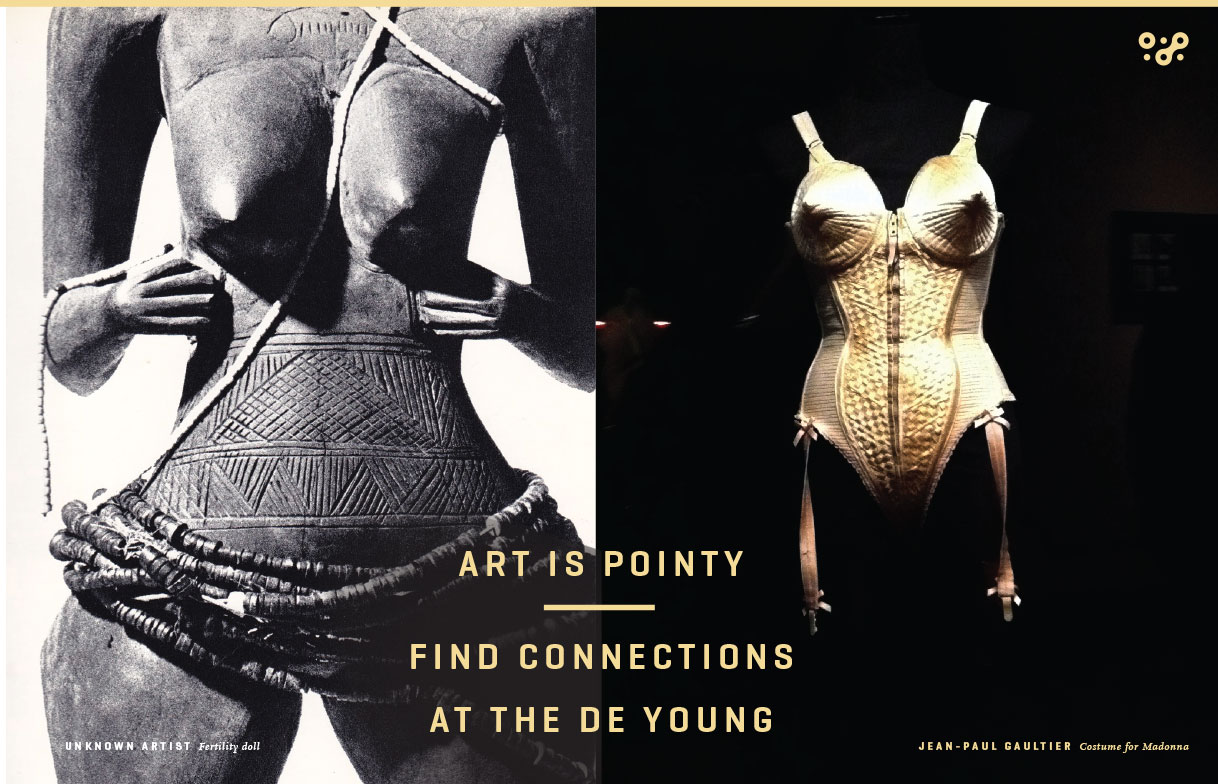 ART IS POINTY
FIND CONNECTIONS
AT THE DE YOUNG
UNKNOWN ARTIST Fertility doll
JEAN-PAUL GAULTIER Costume for Madonna